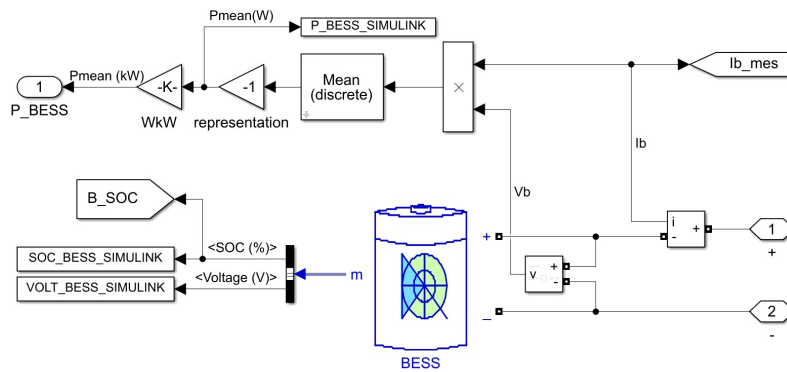 Pmean(W)
P_BESS_SIMULINK
Pmean (kW)
1
P_BESS
-K-
WkW
-1
representation
Mean
(discrete)
×
Ib_mes
Ib
Vb
B_SOC
<SOC (%)>
SOC_BESS_SIMULINK
<Voltage (V)>
VOLT_BESS_SIMULINK
m
BESS
+
_
v
+
-
i
+
-
1
+
2
-